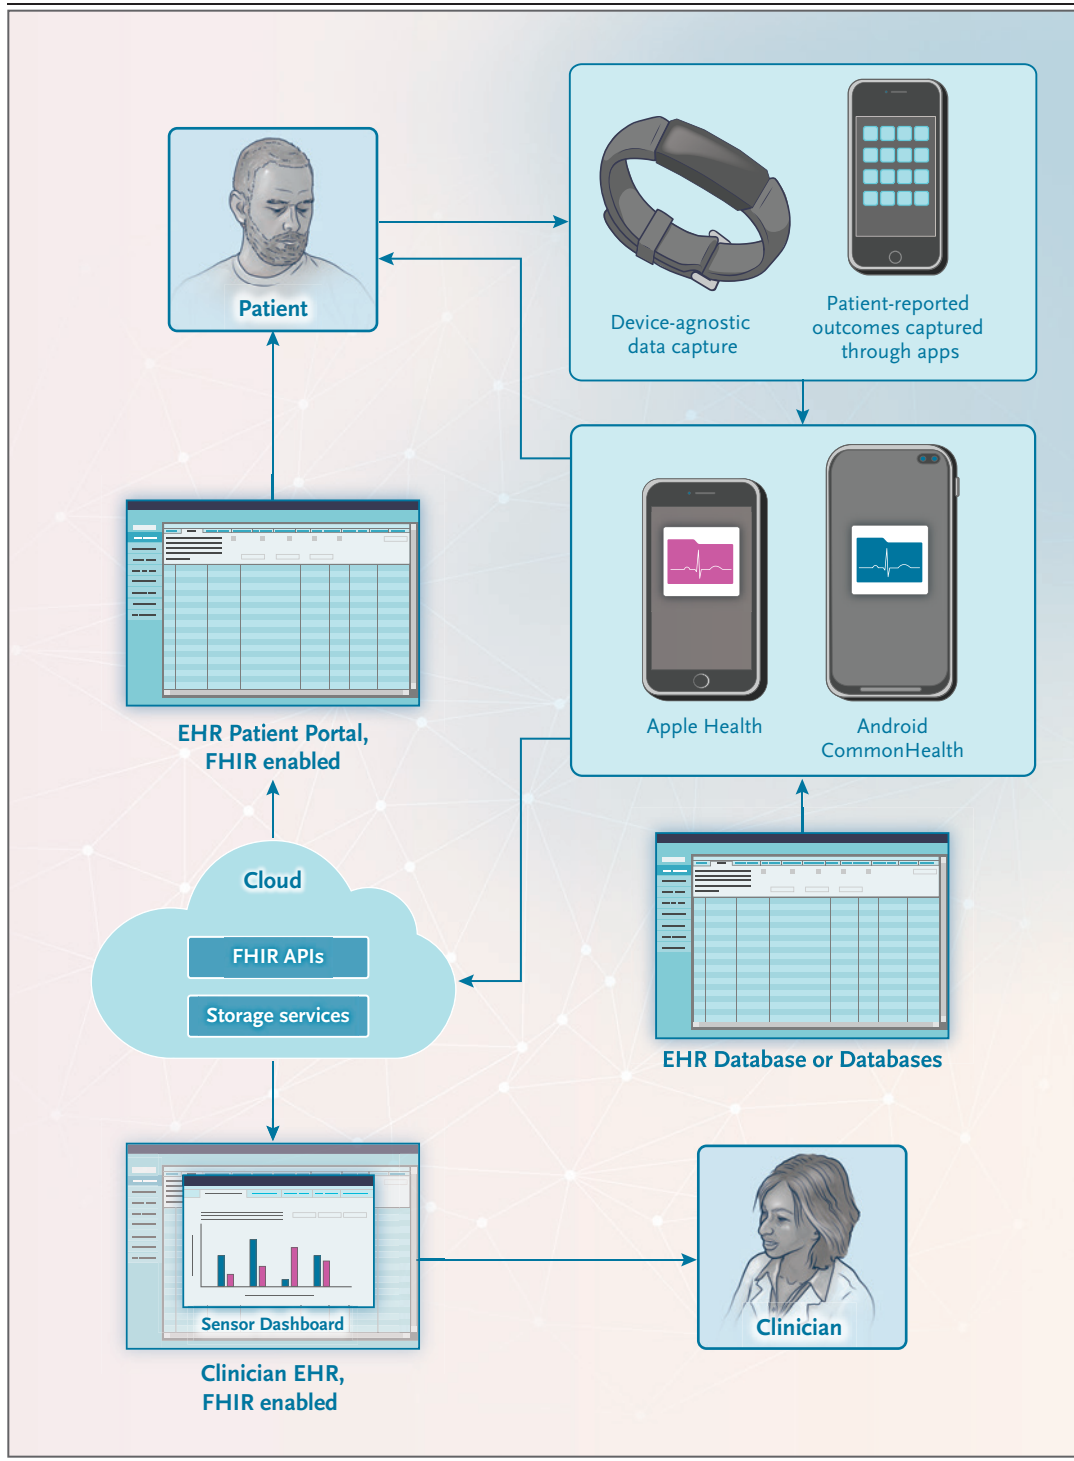 Patient
Device-agnostic
data capture
Patient-reported
outcomes captured
through apps
Apple Health
Android
CommonHealth
EHR Patient Portal,
FHIR enabled
Cloud
FHIR APIs
Storage services
EHR Database or Databases
Sensor Dashboard
Clinician EHR,
FHIR enabled
Clinician